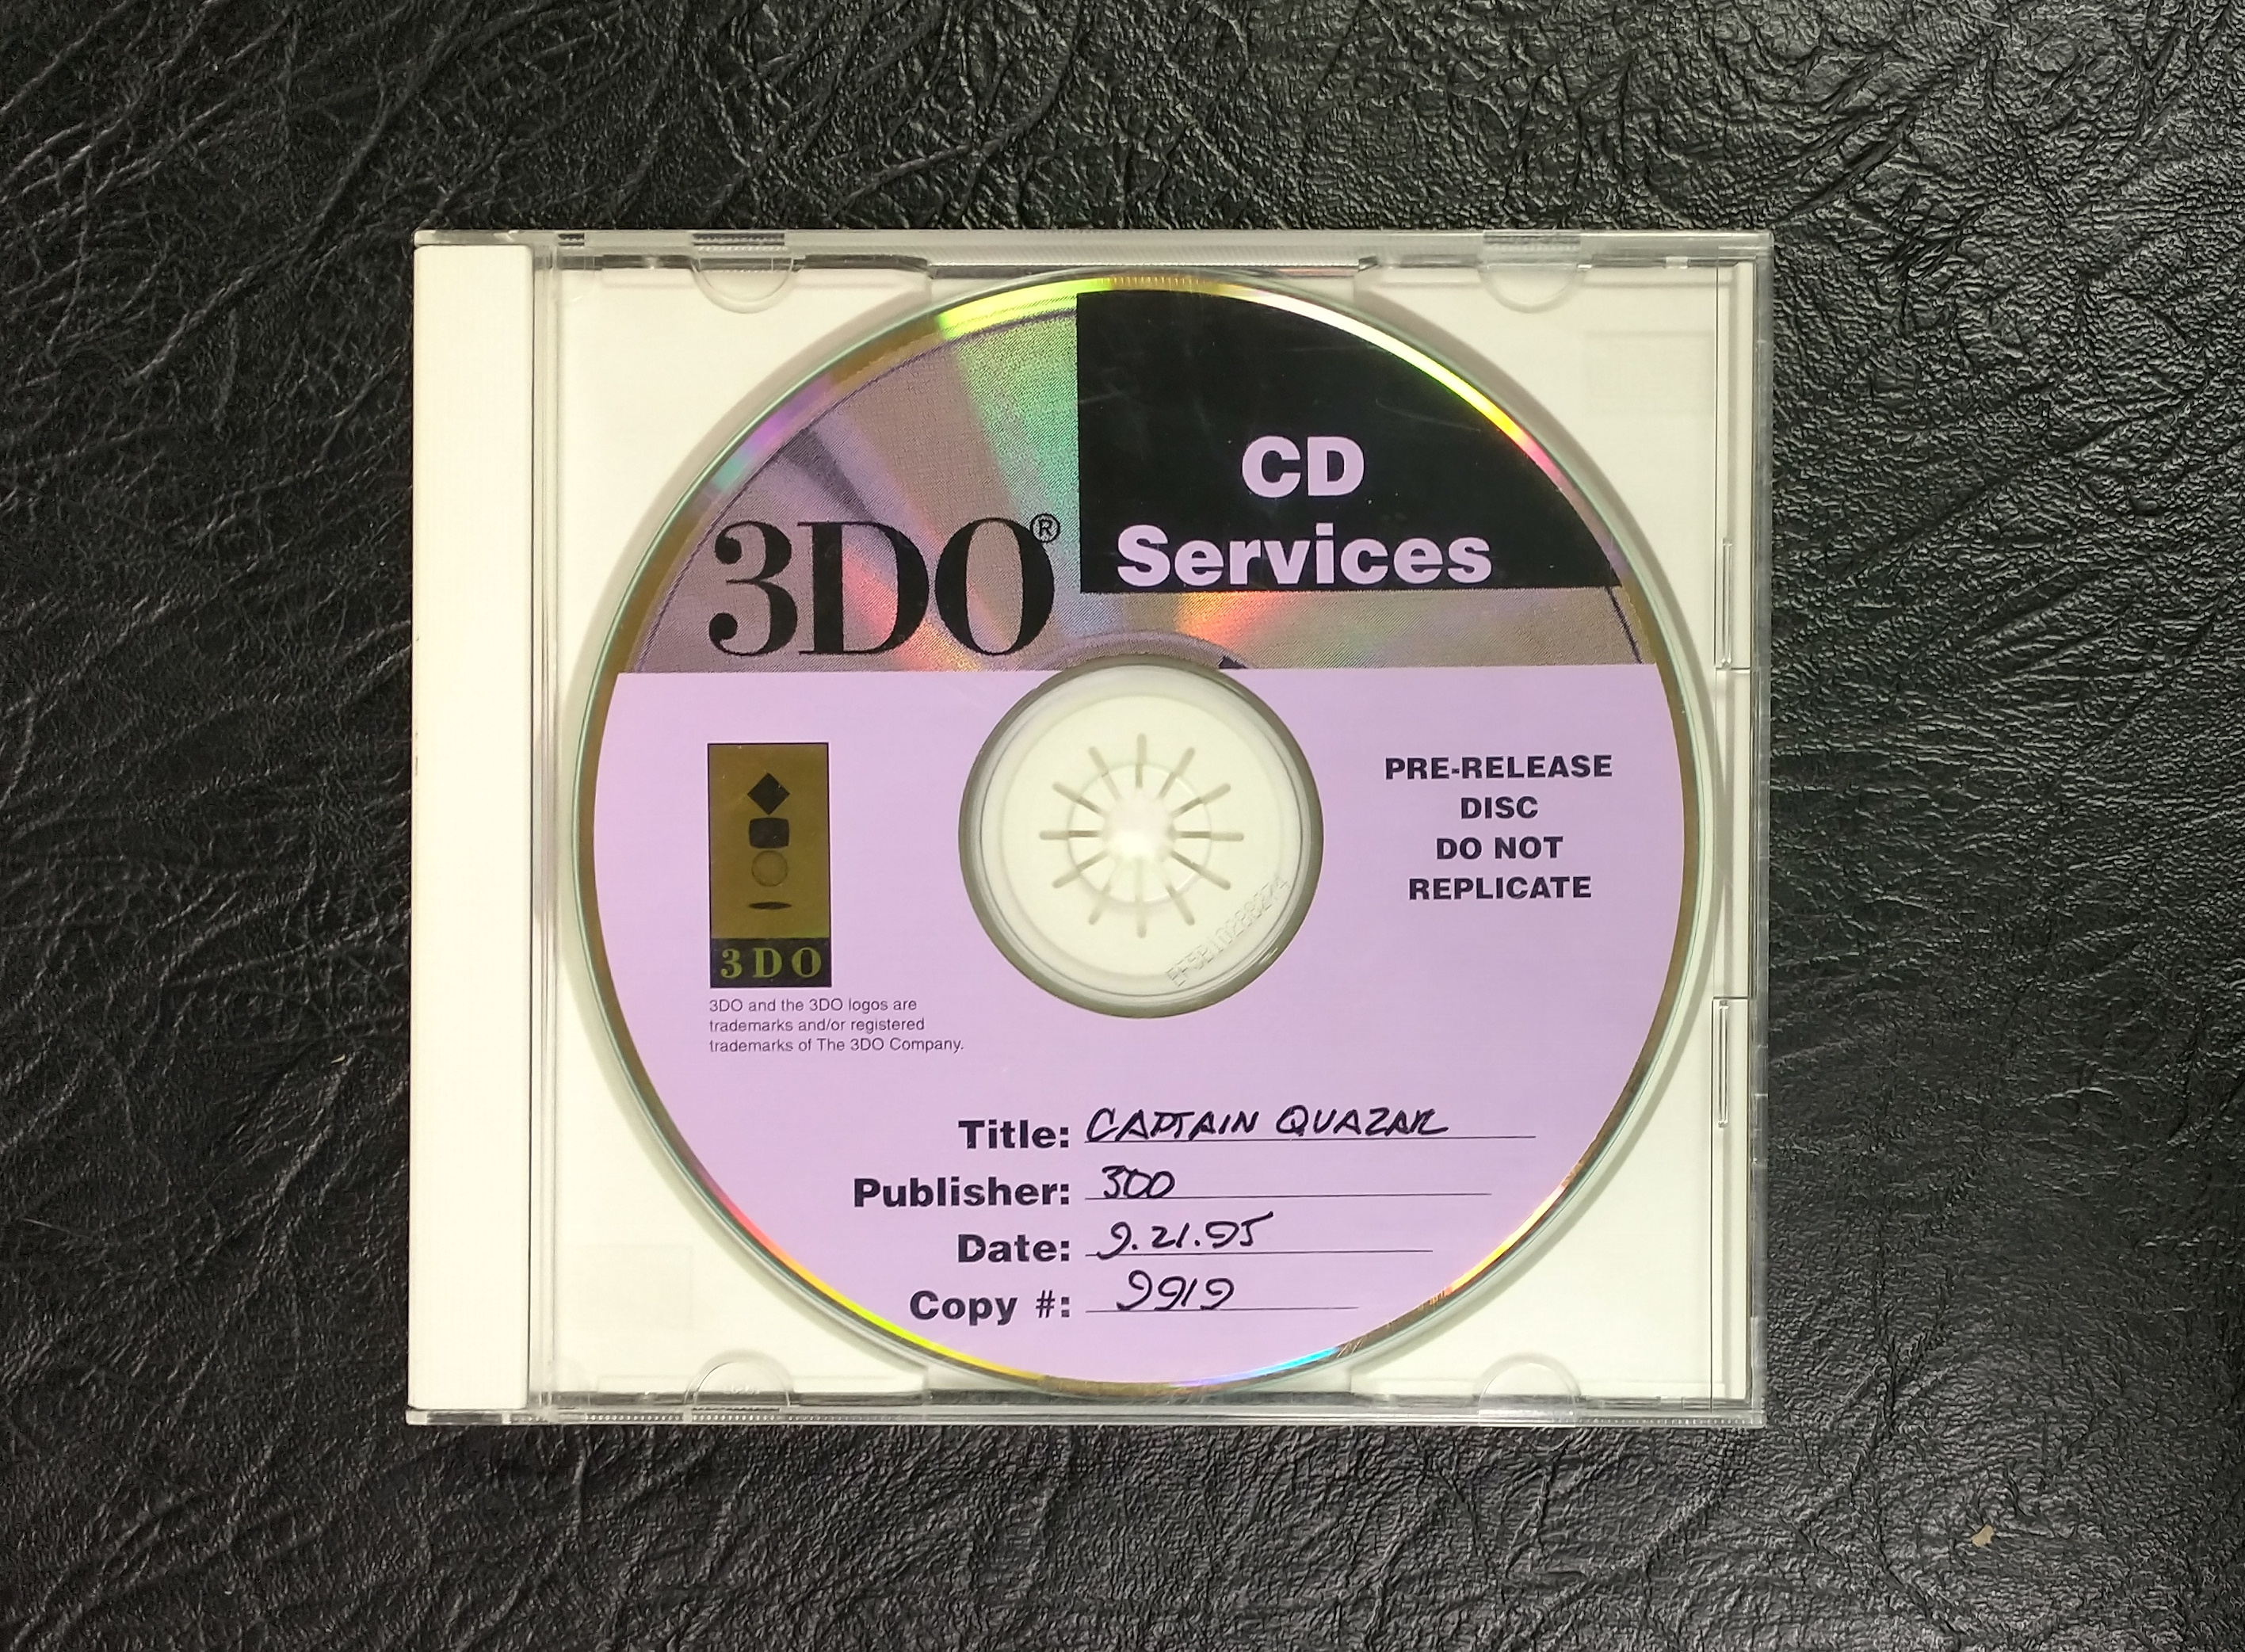 CD
Services
3DO®
PRE-RELEASE
DISC
DO NOT
REPLICATE
3DO
3DO and the 3DO logos are
trademarks and/or registered
trademarks of The 3DO Company.
Title: CAPTAIN QUAZAR
Publisher: 3DO
Date: 9.21.95
Copy #: 9919